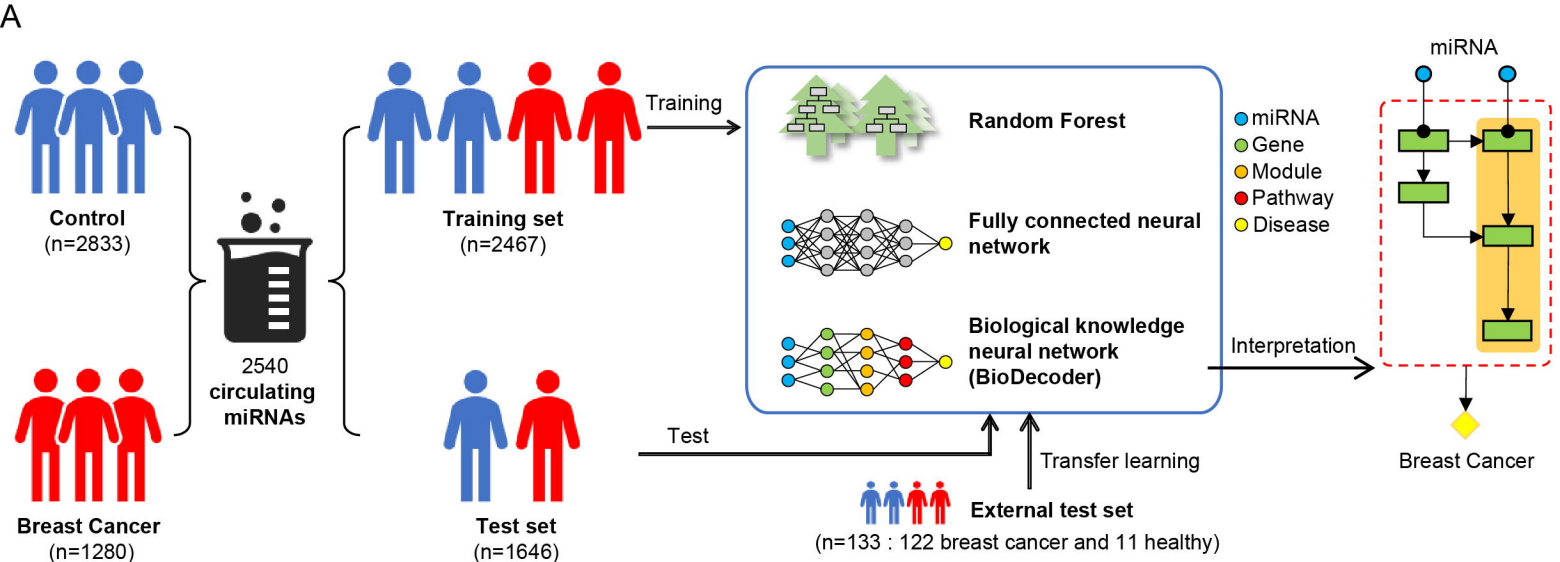 A
Control
(n=2833)
Breast Cancer
(n=1280)
2540
circulating
miRNAs
Training set
(n=2467)
Test set
(n=1646)
Training
Test
Random Forest
Fully connected neural
network
Biological knowledge
neural network
(BioDecoder)
Transfer learning
External test set
(n=133 : 122 breast cancer and 11 healthy)
miRNA
Gene
Module
Pathway
Disease
Interpretation
miRNA
Breast Cancer